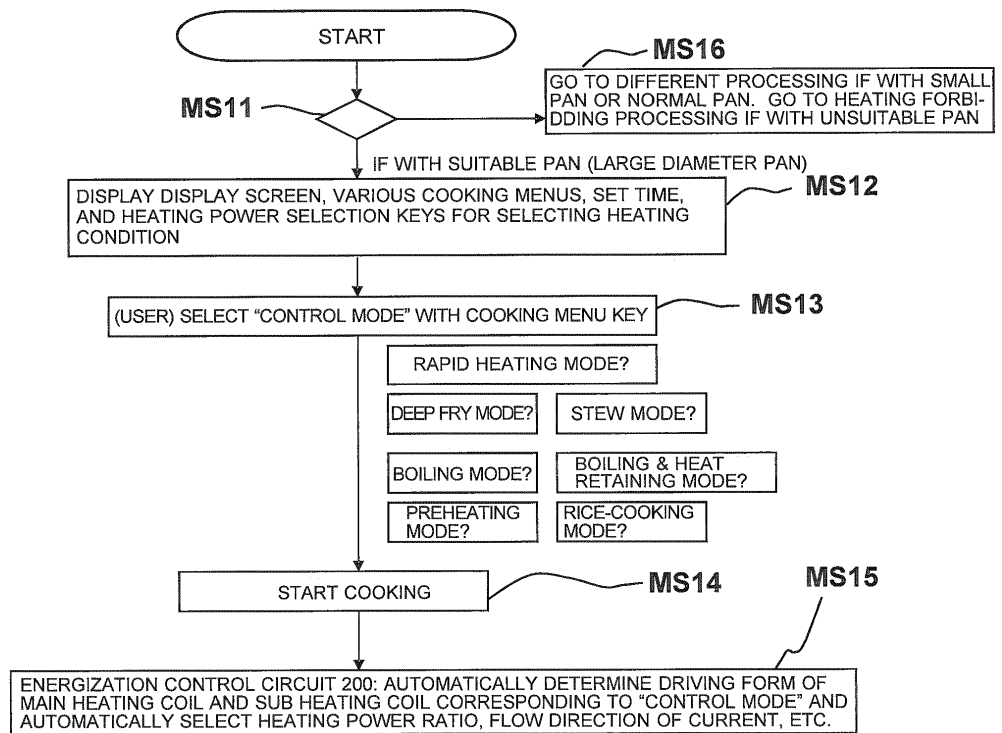 START
MS16
GO TO DIFFERENT PROCESSING IF WITH SMALL
PAN OR NORMAL PAN. GO TO HEATING FORBI-
DDING PROCESSING IF WITH UNSUITABLE PAN
MS11
IF WITH SUITABLE PAN (LARGE DIAMETER PAN)
MS12
DISPLAY DISPLAY SCREEN, VARIOUS COOKING MENUS, SET TIME,
AND HEATING POWER SELECTION KEYS FOR SELECTING HEATING
CONDITION
MS13
(USER) SELECT “CONTROL MODE” WITH COOKING MENU KEY
RAPID HEATING MODE?
DEEP FRY MODE?
STEW MODE?
BOILING MODE?
BOILING & HEAT
RETAINING MODE?
PREHEATING
MODE?
RICE-COOKING
MODE?
START COOKING
MS14
MS15
ENERGIZATION CONTROL CIRCUIT 200: AUTOMATICALLY DETERMINE DRIVING FORM OF
MAIN HEATING COIL AND SUB HEATING COIL CORRESPONDING TO “CONTROL MODE” AND
AUTOMATICALLY SELECT HEATING POWER RATIO, FLOW DIRECTION OF CURRENT, ETC.